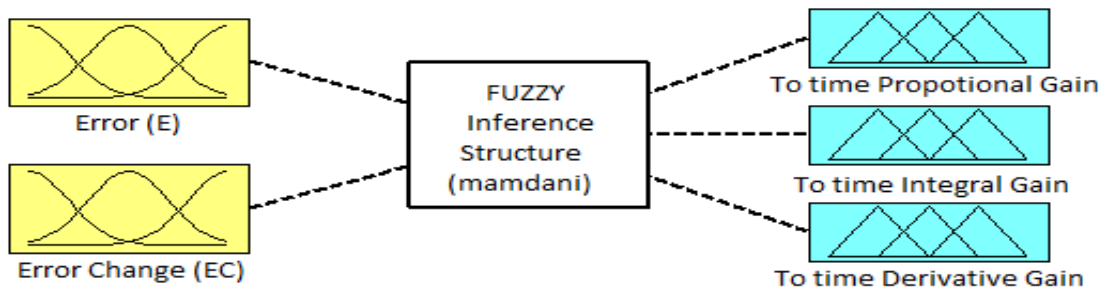 Error (E)
Error Change (EC)
FUZZY
Inference
Structure
(mamdani)
To time Propotional Gain
To time Integral Gain
To time Derivative Gain